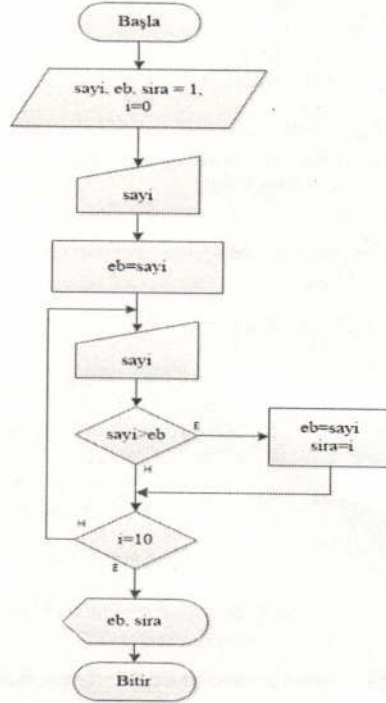 Başla
sayi. eb. sira = 1,
i=0
sayi
eb=sayi
sayi
sayi>eb
E
eb=sayi
sira=i
H
H
i=10
E
eb. sira
Bitir